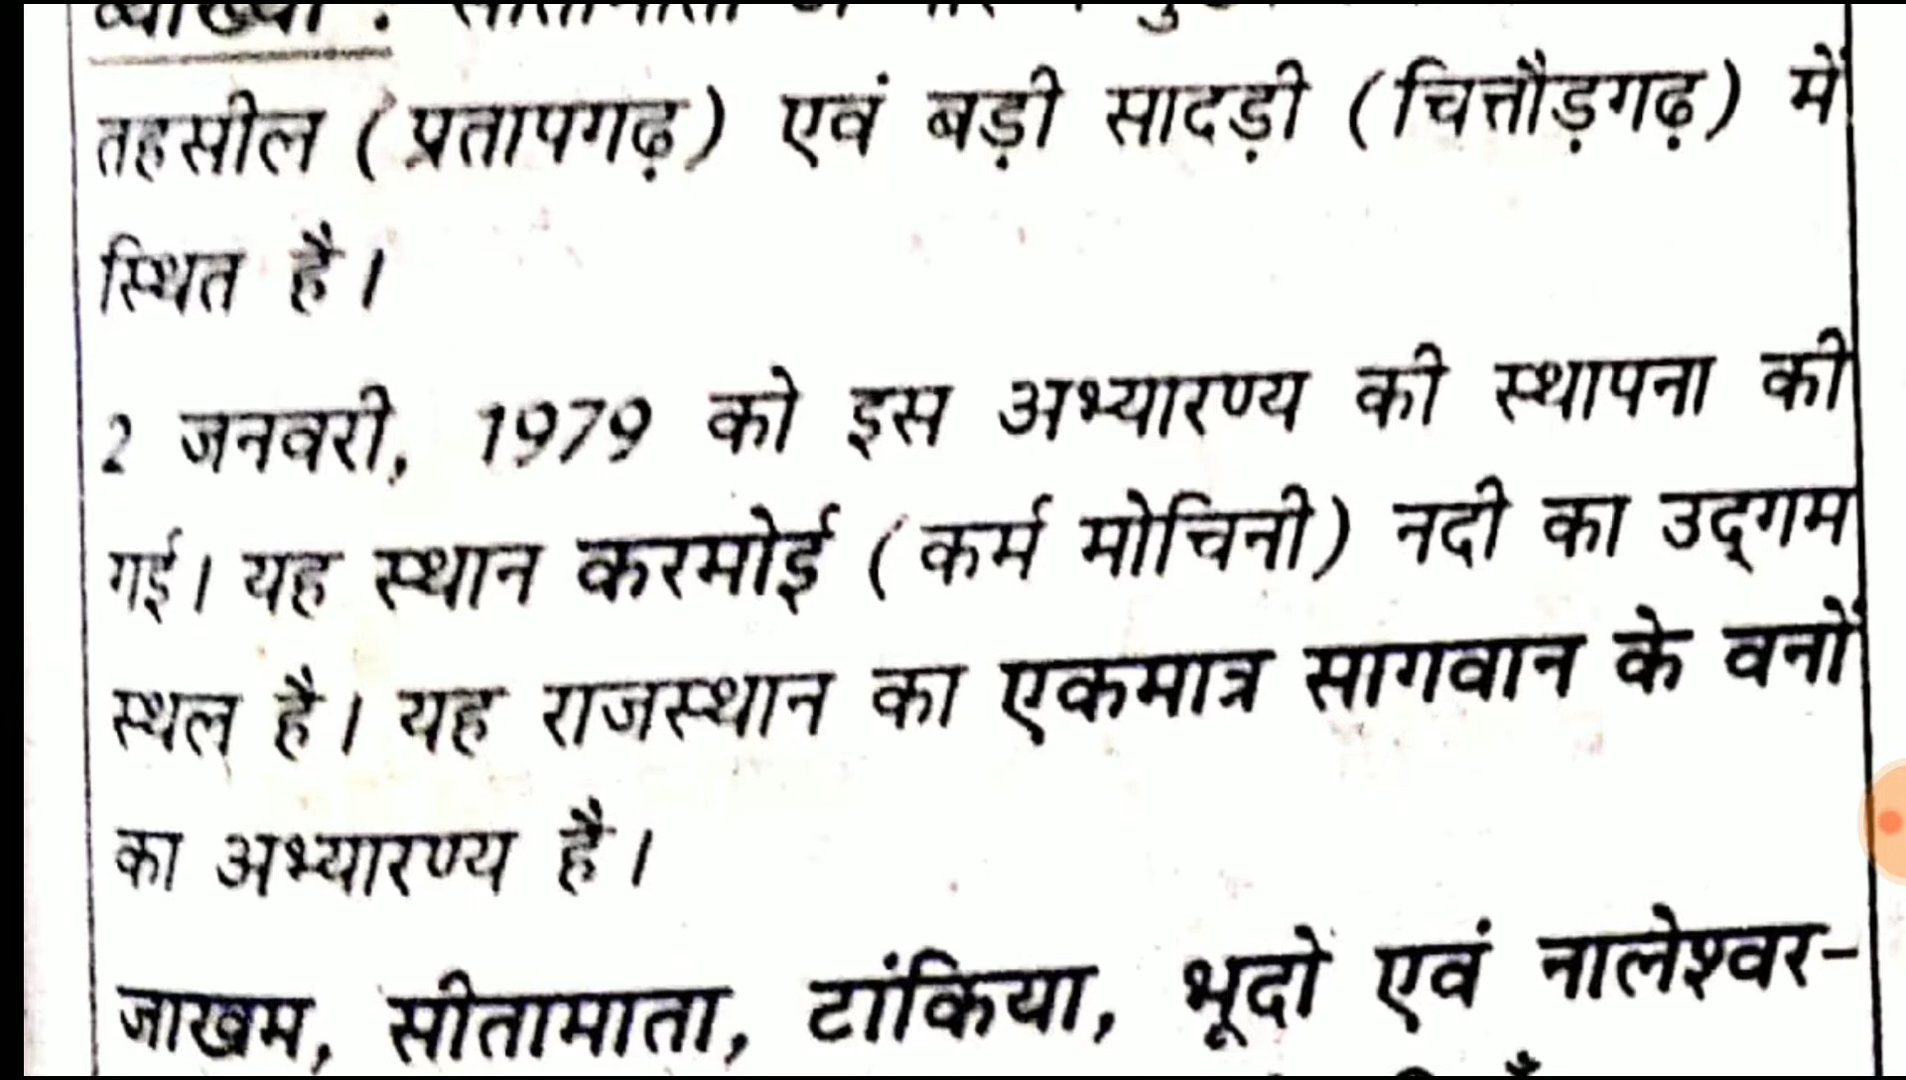 व्याख्या :
तहसील (प्रतापगढ़) एवं बड़ी सादड़ी (चित्तौड़गढ़) में
स्थित है।
2 जनवरी, 1979 को इस अभ्यारण्य की स्थापना की
गई। यह स्थान करमोई (कर्म मोचिनी) नदी का उद्‌गम
स्थल है। यह राजस्थान का एकमात्र सागवान के वनों
का अभ्यारण्य है।
जाखम, सीतामाता, टांकिया, भूदो एवं नालेश्वर-